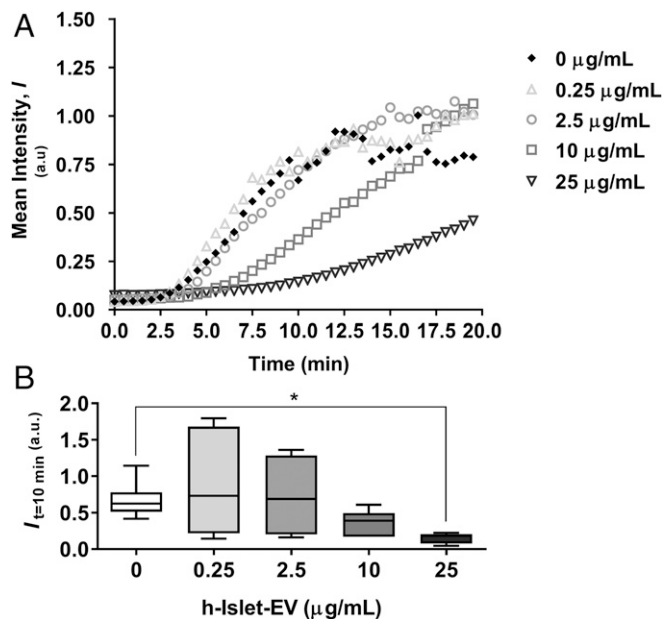 A
1.50
1.25
1.00
0.75
0.50
0.25
0.00
Mean Intensity, I
(a.u)
0.0 2.5 5.0 7.5 10.0 12.5 15.0 17.5 20.0
Time (min)
0 μg/mL
0.25 μg/mL
2.5 μg/mL
10 μg/mL
25 μg/mL
B
2.0
1.5
1.0
0.5
0.0
I t=10 min (a.u.)
*
0 0.25 2.5 10 25
h-Islet-EV (μg/mL)